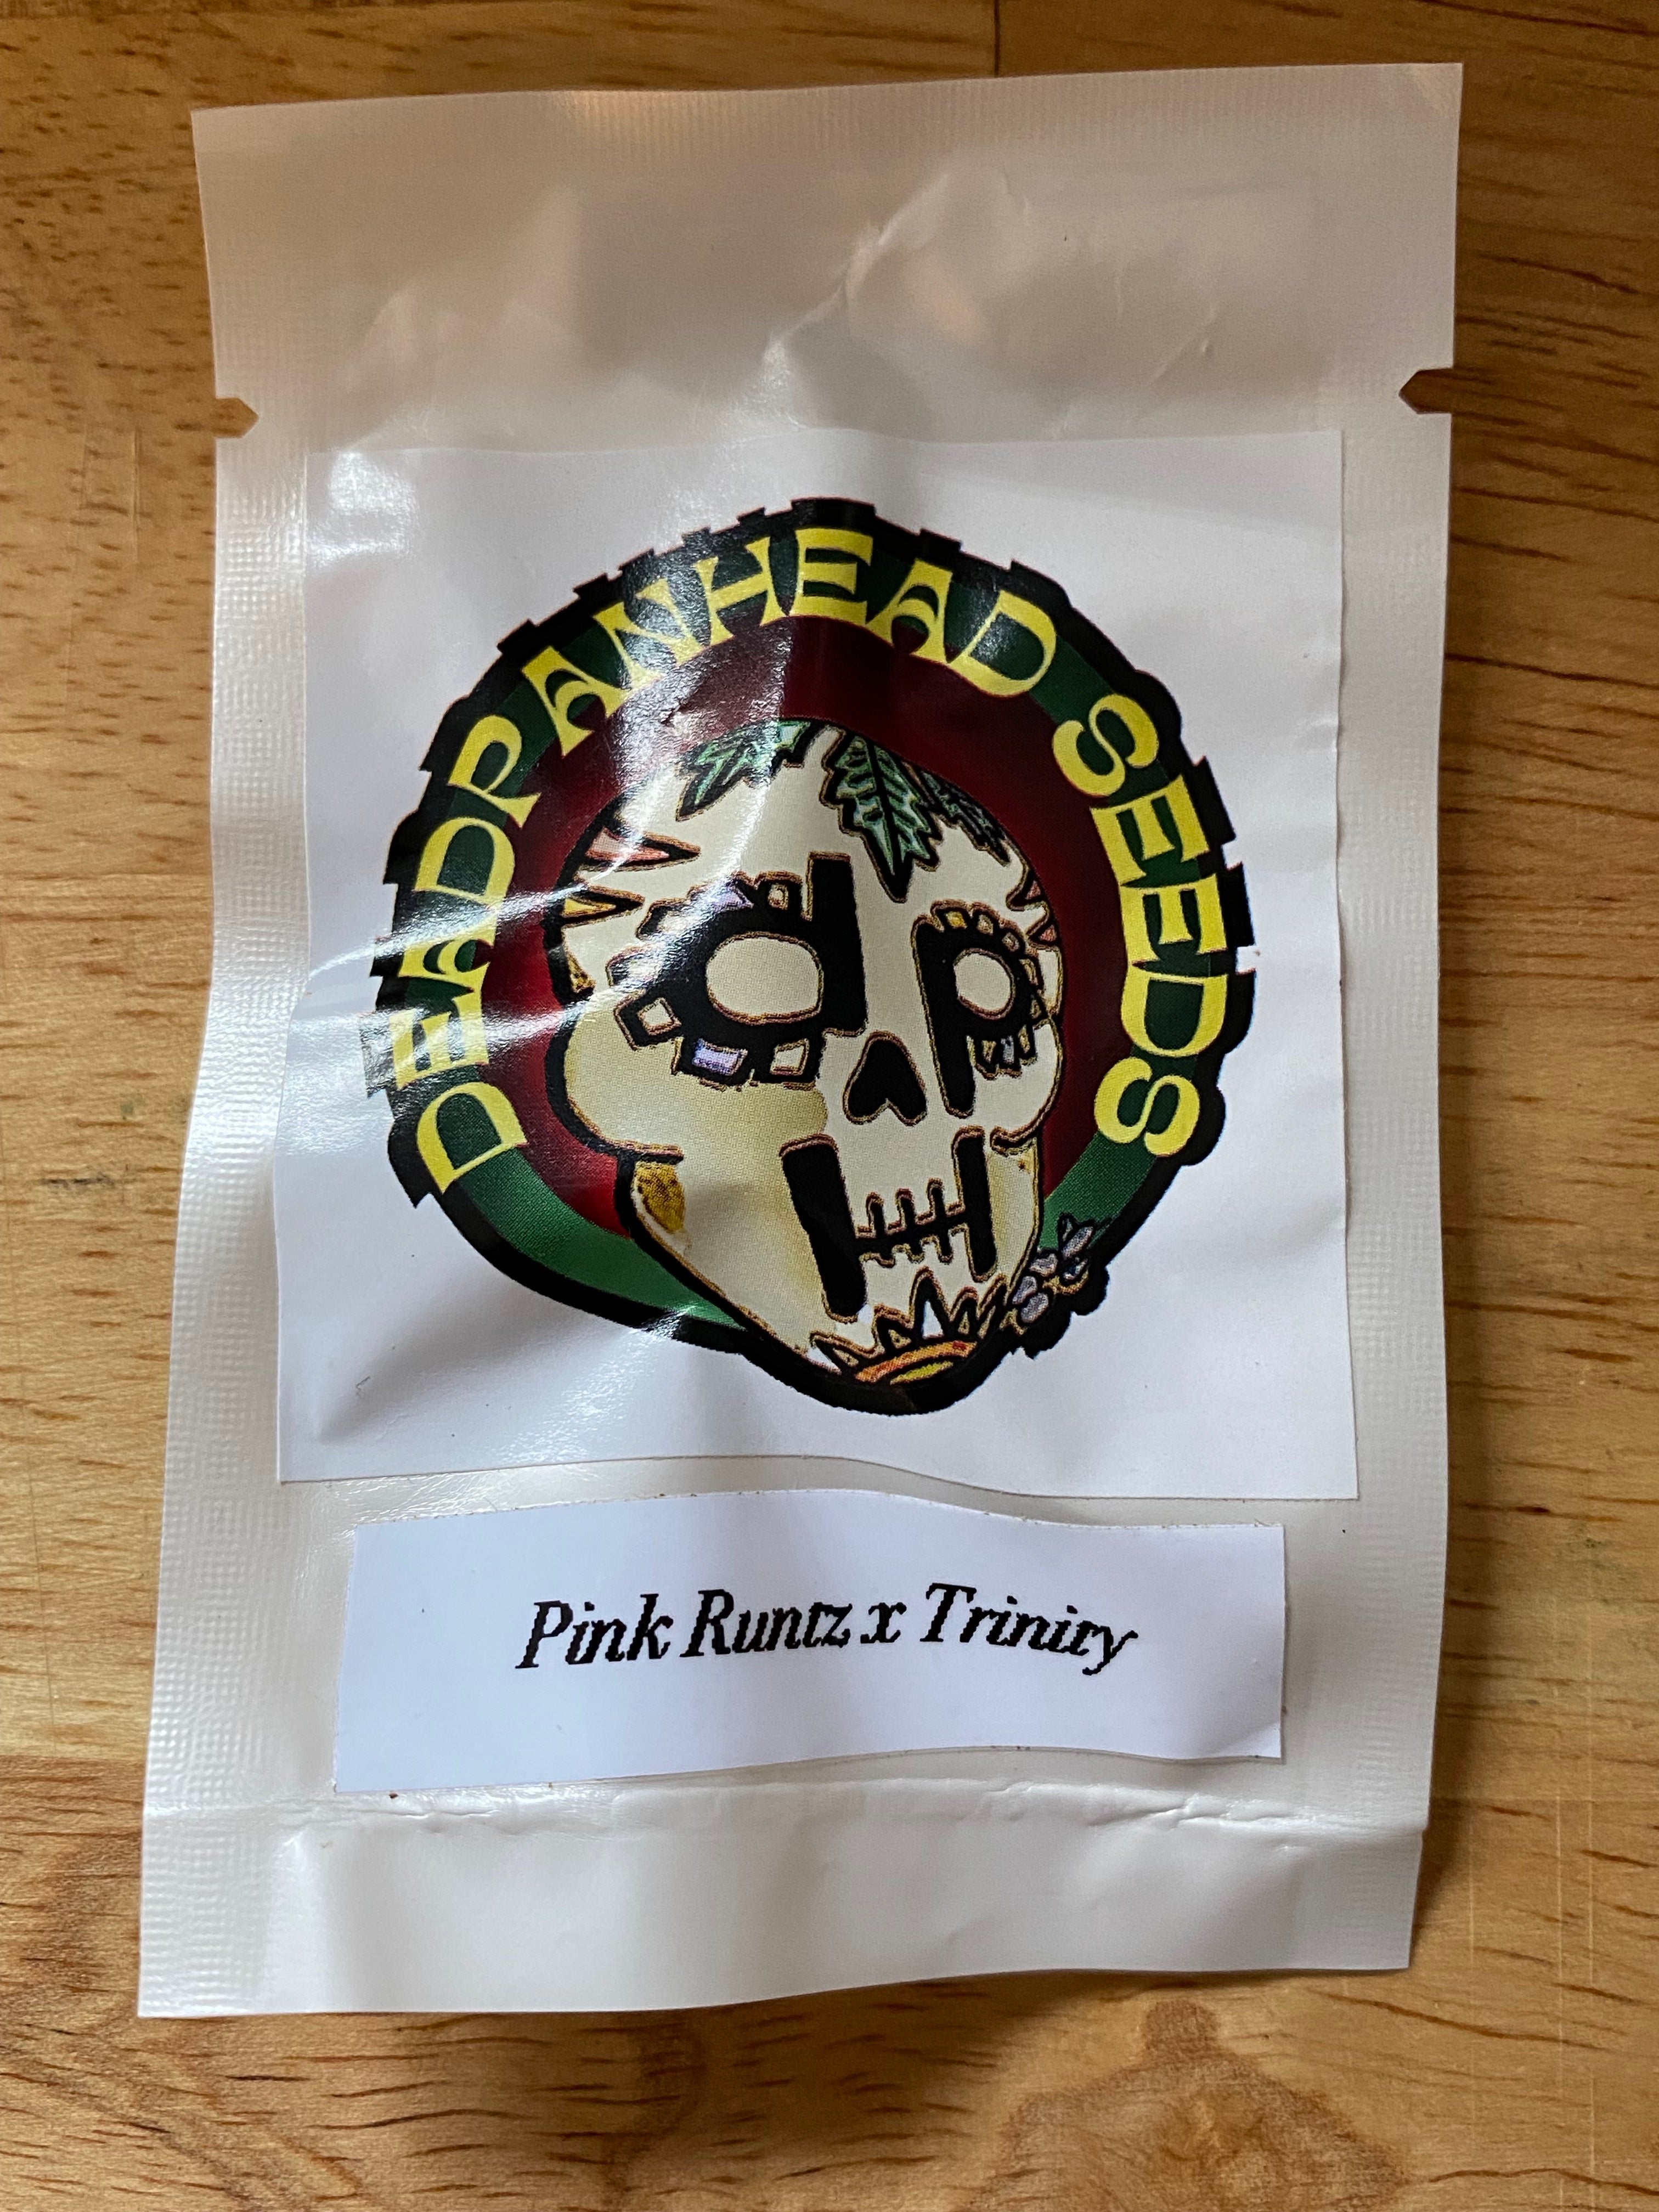 DEADPANHEAD SEEDS
Pink Runtz x Trinity